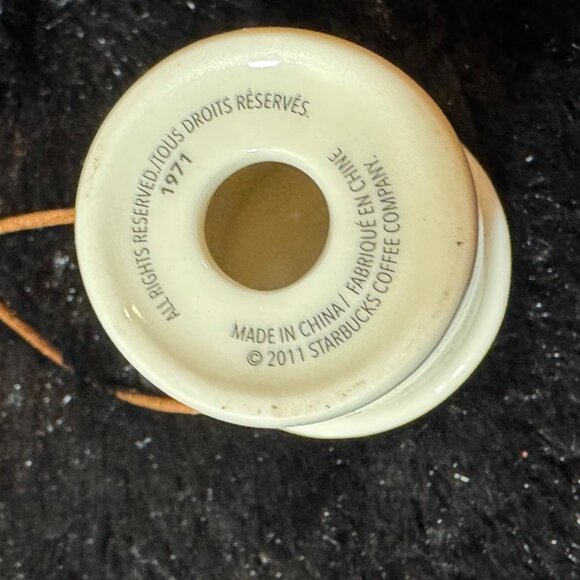 MADE IN CHINA / FABRIQUÉ EN CHINE
© 2011 STARBUCKS COFFEE COMPANY.
ALL RIGHTS RESERVED./TOUS DROITS RÉSERVÉS.
1971